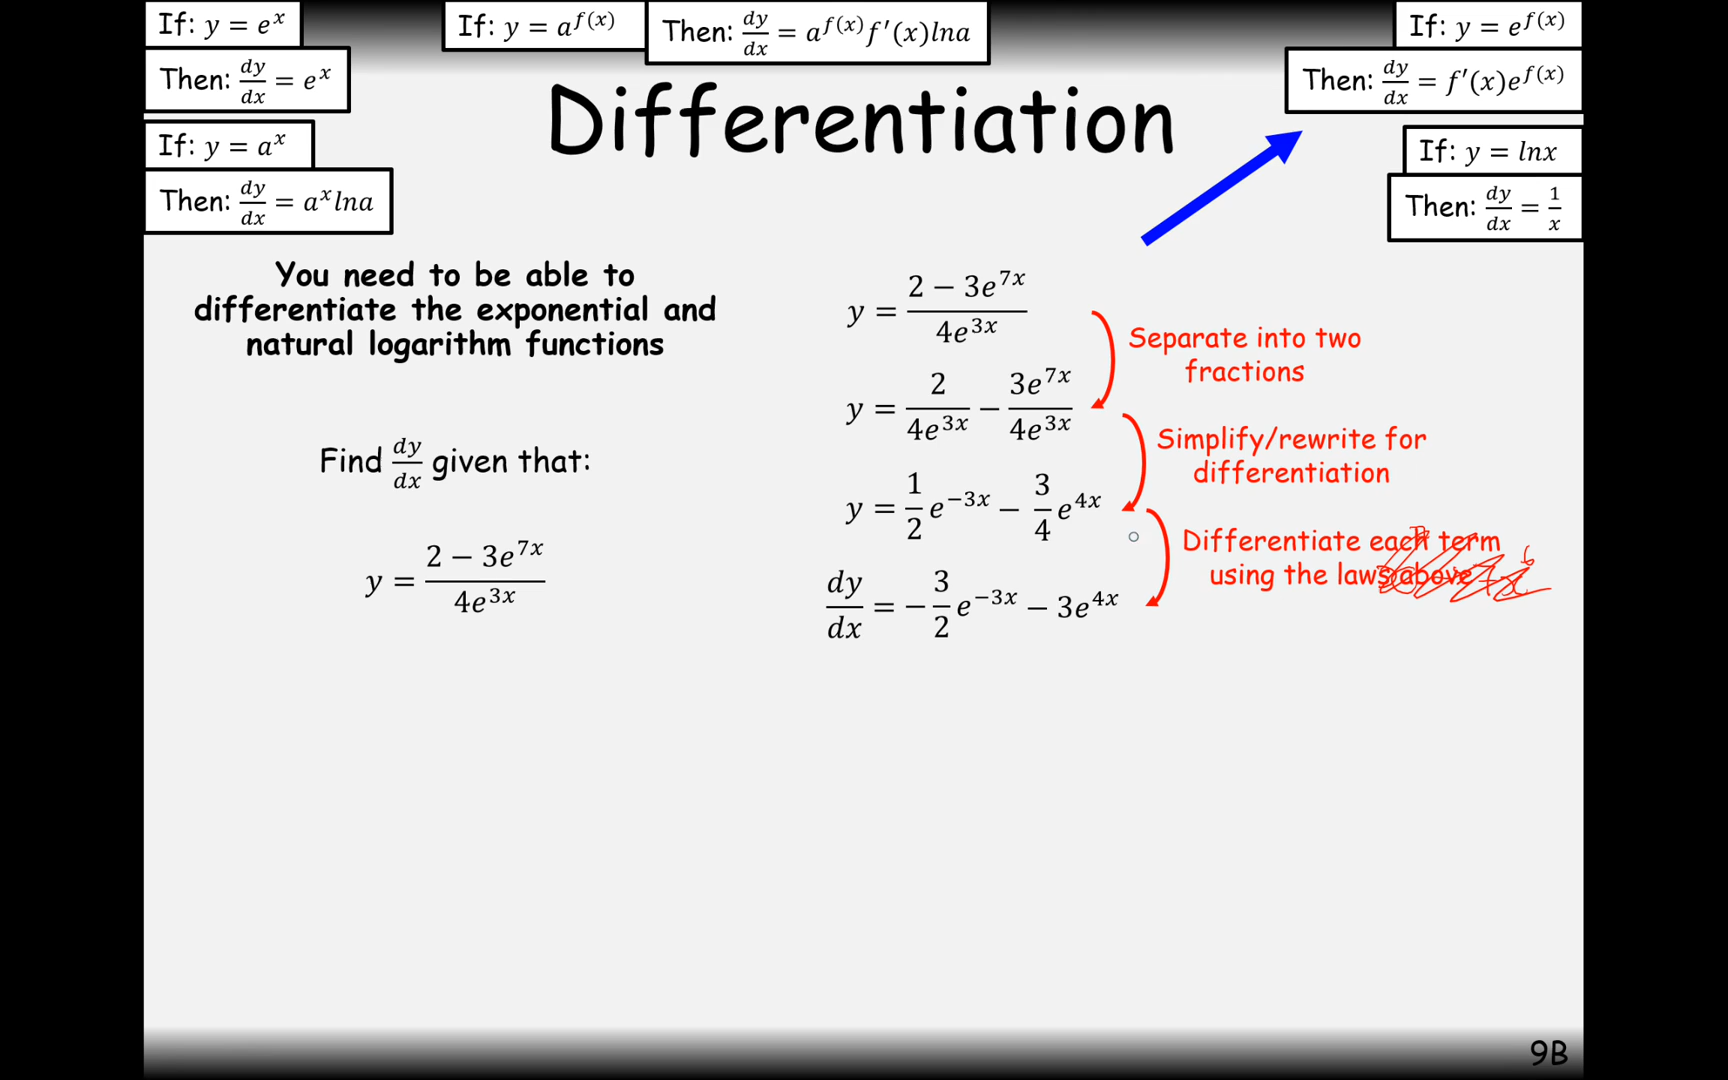 If: y = e^x
Then: dy/dx = e^x
If: y = a^x
Then: dy/dx = a^x lna
If: y = a^f(x)
Then: dy/dx = a^f(x) f′(x)lna
If: y = e^f(x)
Then: dy/dx = f′(x)e^f(x)
If: y = lnx
Then: dy/dx = 1/x
Differentiation
You need to be able to
differentiate the exponential and
natural logarithm functions
Find dy/dx given that:
y = (2 − 3e^7x)/(4e^3x)
y = (2 − 3e^7x)/(4e^3x)
Separate into two
fractions
y = 2/(4e^3x) − (3e^7x)/(4e^3x)
Simplify/rewrite for
differentiation
y = 1/2 e^−3x − 3/4 e^4x
Differentiate each term
using the laws above
dy/dx = −3/2 e^−3x − 3e^4x
9B